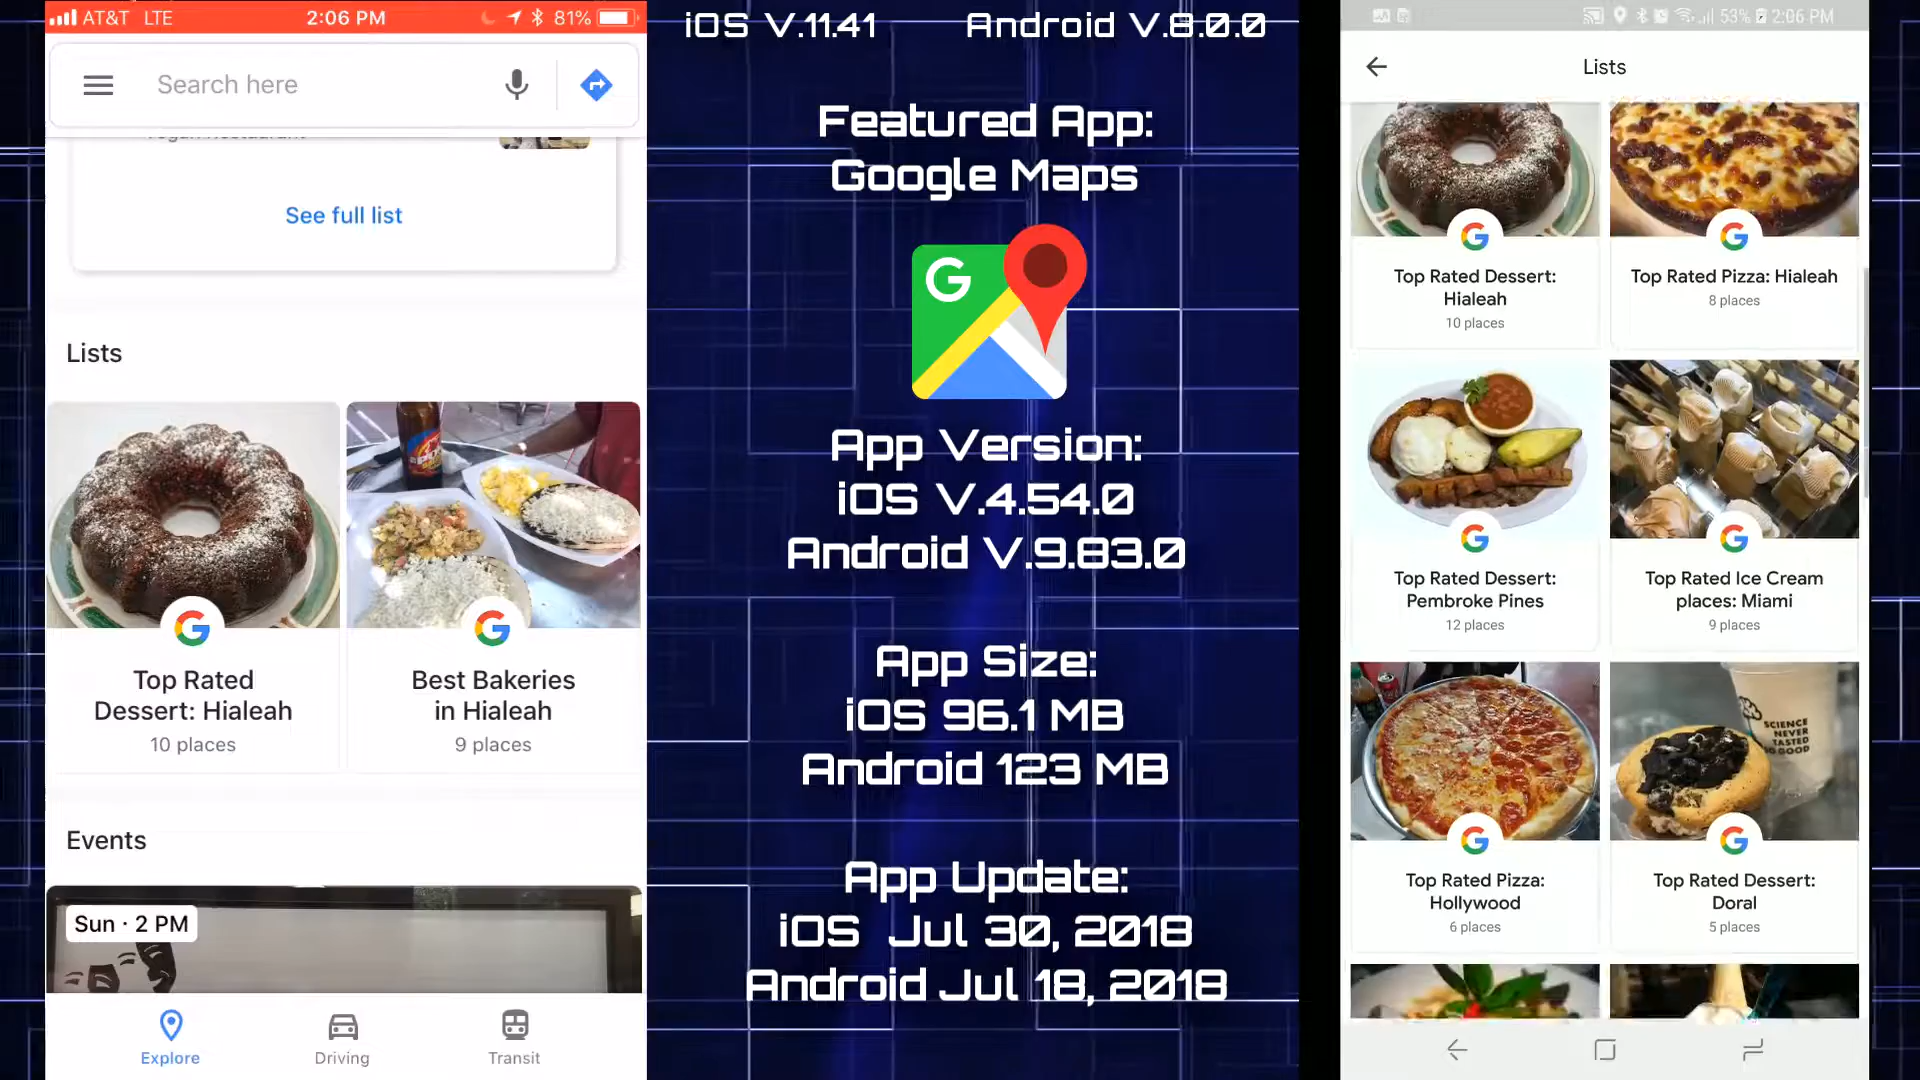 AT&T LTE 2:06 PM 81%
Search here
See full list
Lists
Top Rated
Dessert: Hialeah
10 places
Best Bakeries
in Hialeah
9 places
Events
Sun · 2 PM
Explore
Driving
Transit
iOS V.11.41 Android V.8.0.0
Featured App:
Google Maps
G
App Version:
iOS V.4.54.0
Android V.9.83.0
App Size:
iOS 96.1 MB
Android 123 MB
App Update:
iOS Jul 30, 2018
Android Jul 18, 2018
53% 2:06 PM
Lists
Top Rated Dessert:
Hialeah
10 places
Top Rated Pizza: Hialeah
8 places
Top Rated Dessert:
Pembroke Pines
12 places
Top Rated Ice Cream
places: Miami
9 places
SCIENCE
NEVER
TASTED
SO GOOD
Top Rated Pizza:
Hollywood
6 places
Top Rated Dessert:
Doral
5 places